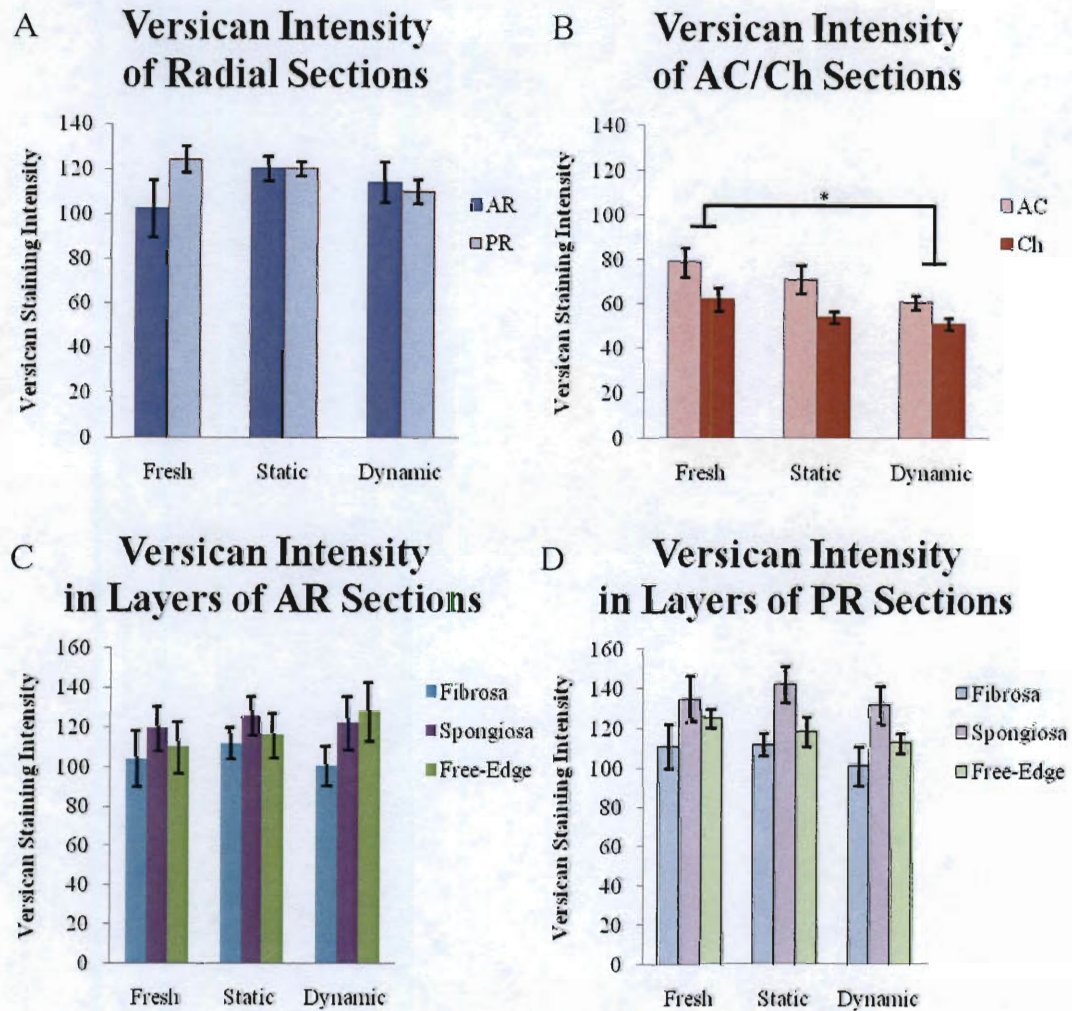 A
Versican Intensity
of Radial Sections
140
120
100
80
60
40
20
0
Versican Staining Intensity
Fresh
Static
Dynamic
AR
PR
B
Versican Intensity
of AC/Ch Sections
140
120
100
80
60
40
20
0
Versican Staining Intensity
*
Fresh
Static
Dynamic
AC
Ch
C
Versican Intensity
in Layers of AR Sections
160
140
120
100
80
60
40
20
0
Versican Staining Intensity
Fresh
Static
Dynamic
Fibrosa
Spongiosa
Free-Edge
D
Versican Intensity
in Layers of PR Sections
160
140
120
100
80
60
40
20
0
Versican Staining Intensity
Fresh
Static
Dynamic
Fibrosa
Spongiosa
Free-Edge